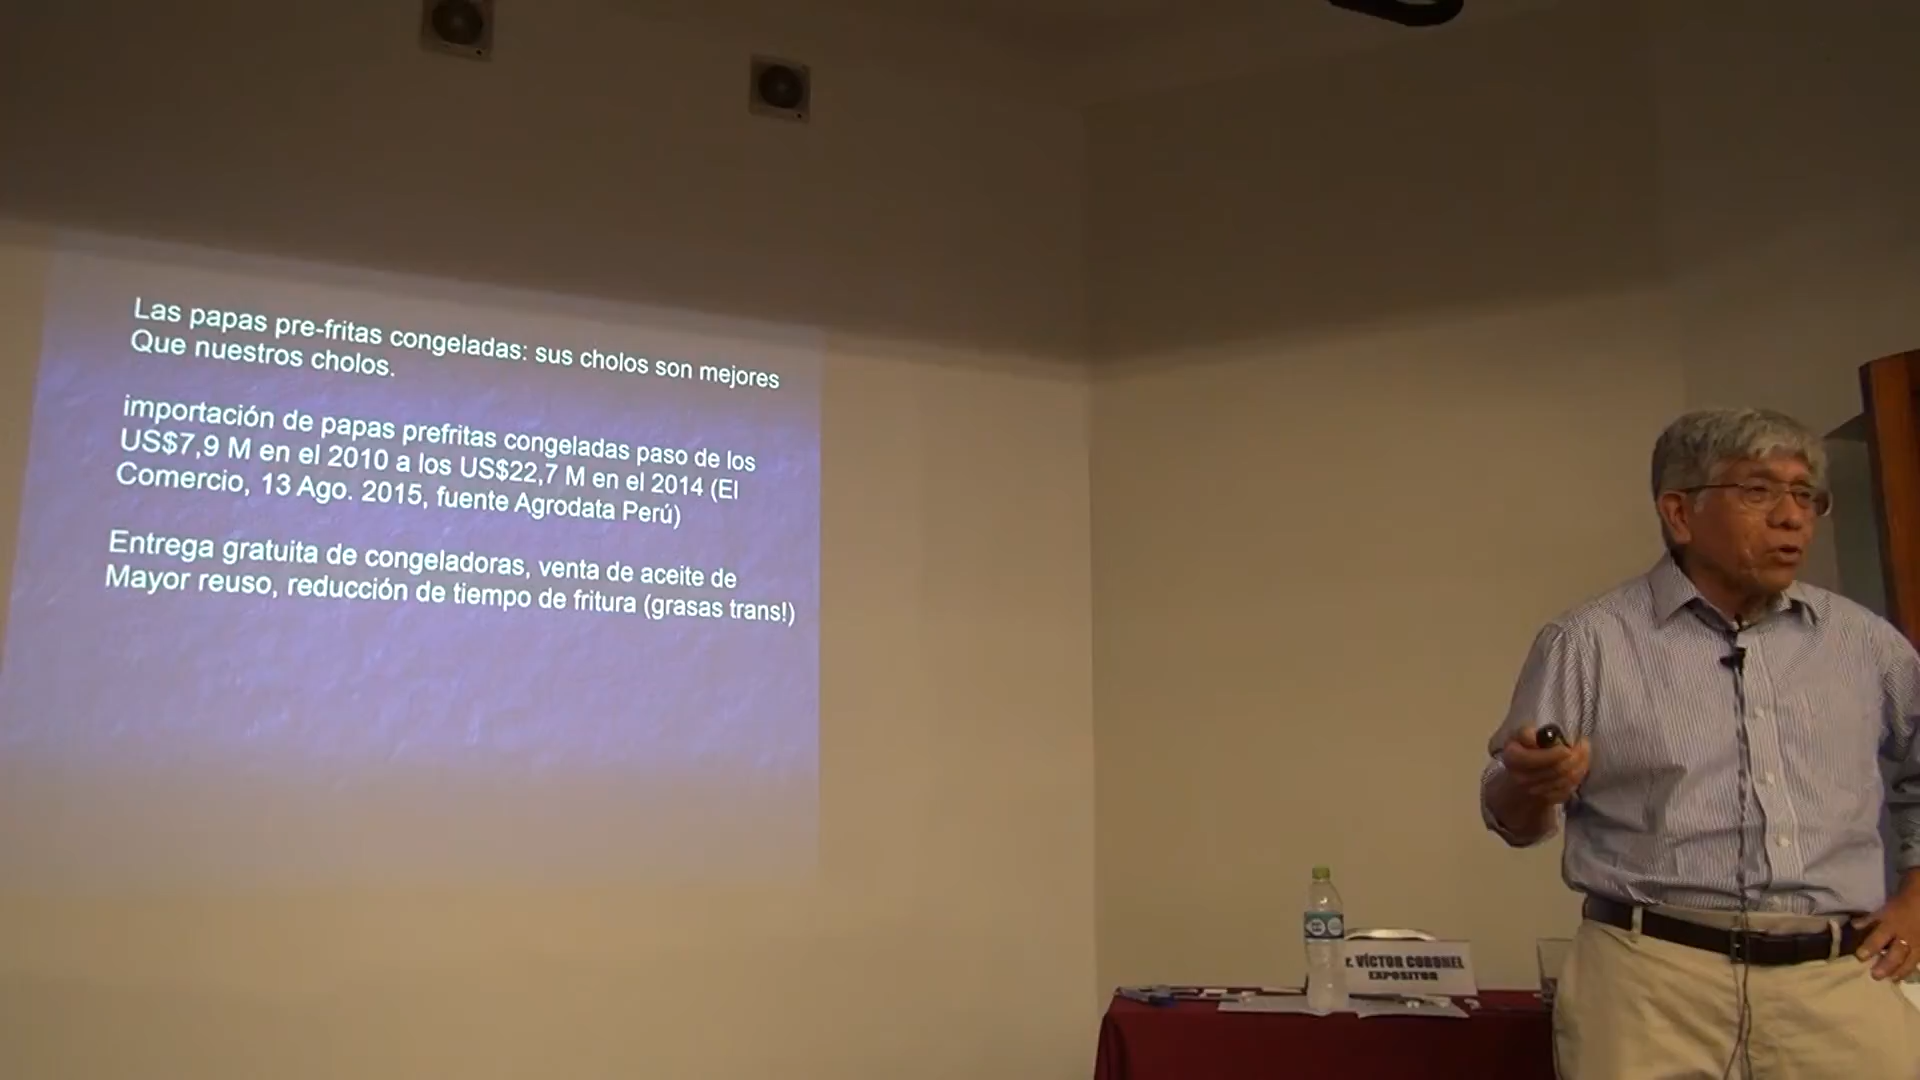 Las papas pre-fritas congeladas: sus cholos son mejores
Que nuestros cholos.
importación de papas prefritas congeladas paso de los
US$7,9 M en el 2010 a los US$22,7 M en el 2014 (El
Comercio, 13 Ago. 2015, fuente Agrodata Perú)
Entrega gratuita de congeladoras, venta de aceite de
Mayor reuso, reducción de tiempo de fritura (grasas trans!)
r. VÍCTOR CORONEL
EXPOSITOR